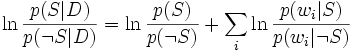 ln p(S|D)/p(¬S|D) = ln p(S)/p(¬S) + ∑_i ln p(w_i|S)/p(w_i|¬S)